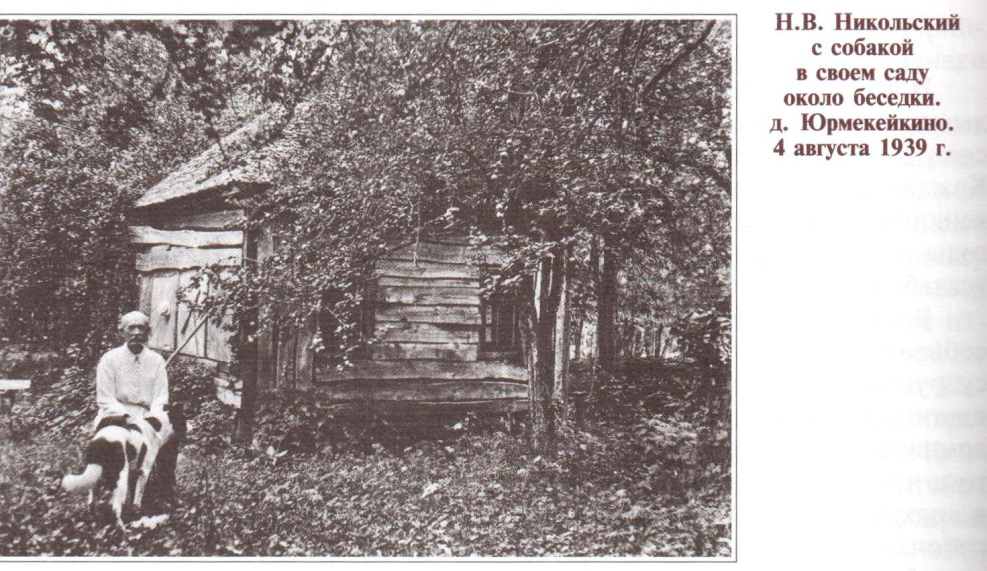 Н.В. Никольский
с собакой
в своем саду
около беседки.
д. Юрмекейкино.
4 августа 1939 г.